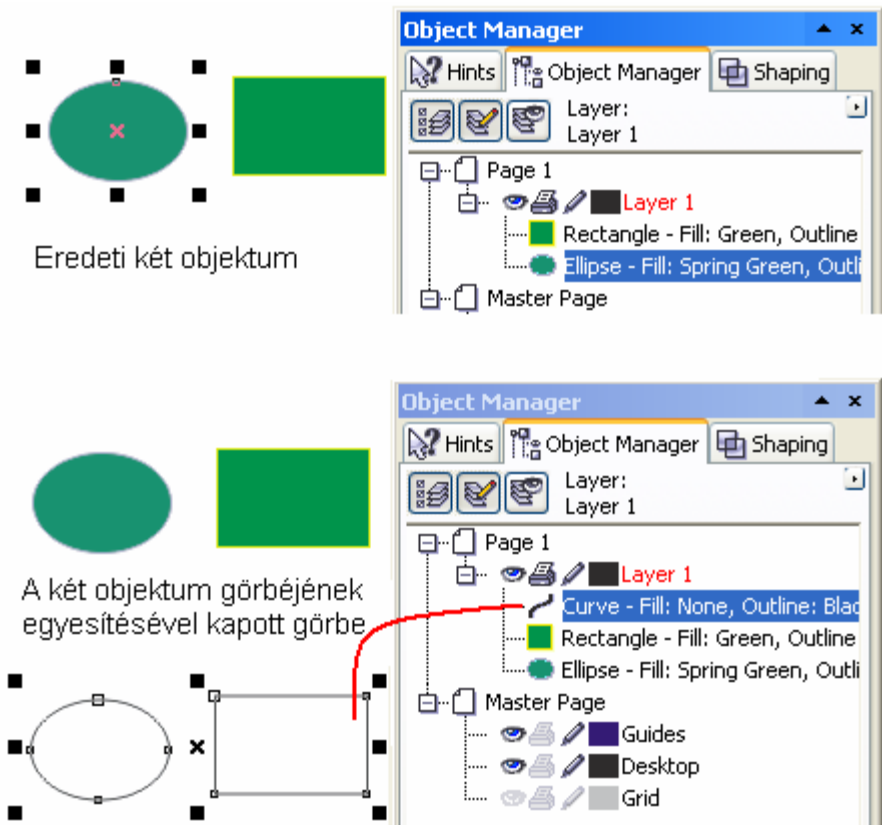 Object Manager
Hints Object Manager Shaping
Layer:
Layer 1
Page 1
Layer 1
Rectangle - Fill: Green, Outline
Ellipse - Fill: Spring Green, Outli
Master Page
Eredeti két objektum
Object Manager
Hints Object Manager Shaping
Layer:
Layer 1
Page 1
Layer 1
Curve - Fill: None, Outline: Blac
Rectangle - Fill: Green, Outline
Ellipse - Fill: Spring Green, Outli
Master Page
Guides
Desktop
Grid
A két objektum görbéjének
egyesítésével kapott görbe